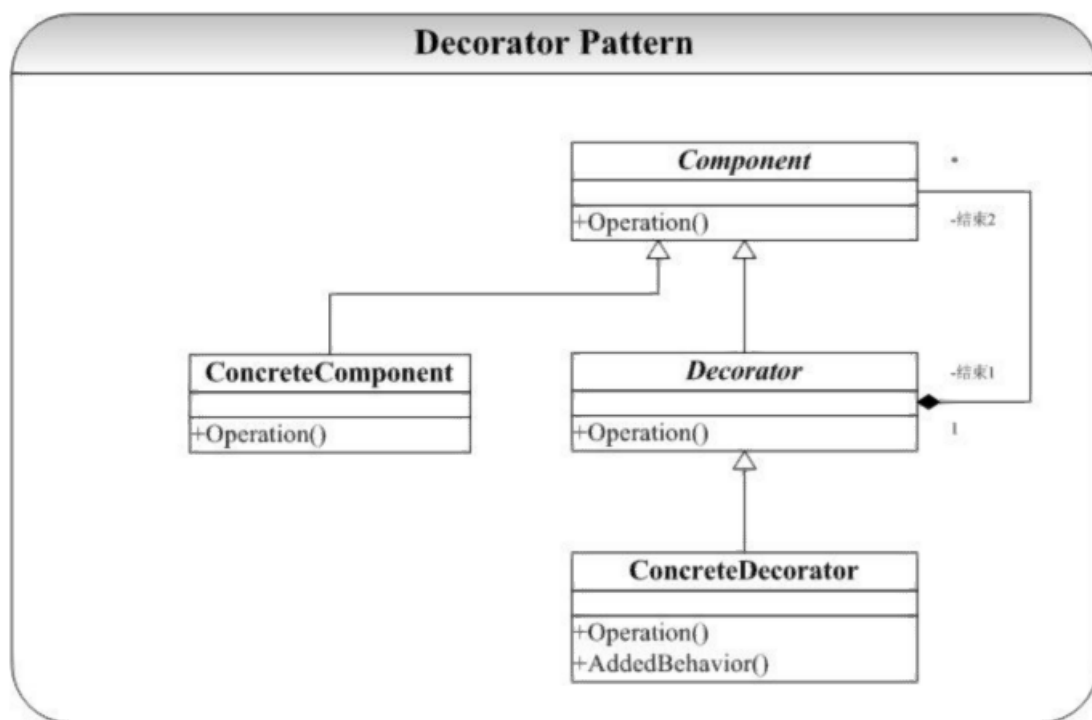 Decorator Pattern
Component
*
+Operation()
-结束2
ConcreteComponent
+Operation()
Decorator
-结束1
+Operation()
1
ConcreteDecorator
+Operation()
+AddedBehavior()